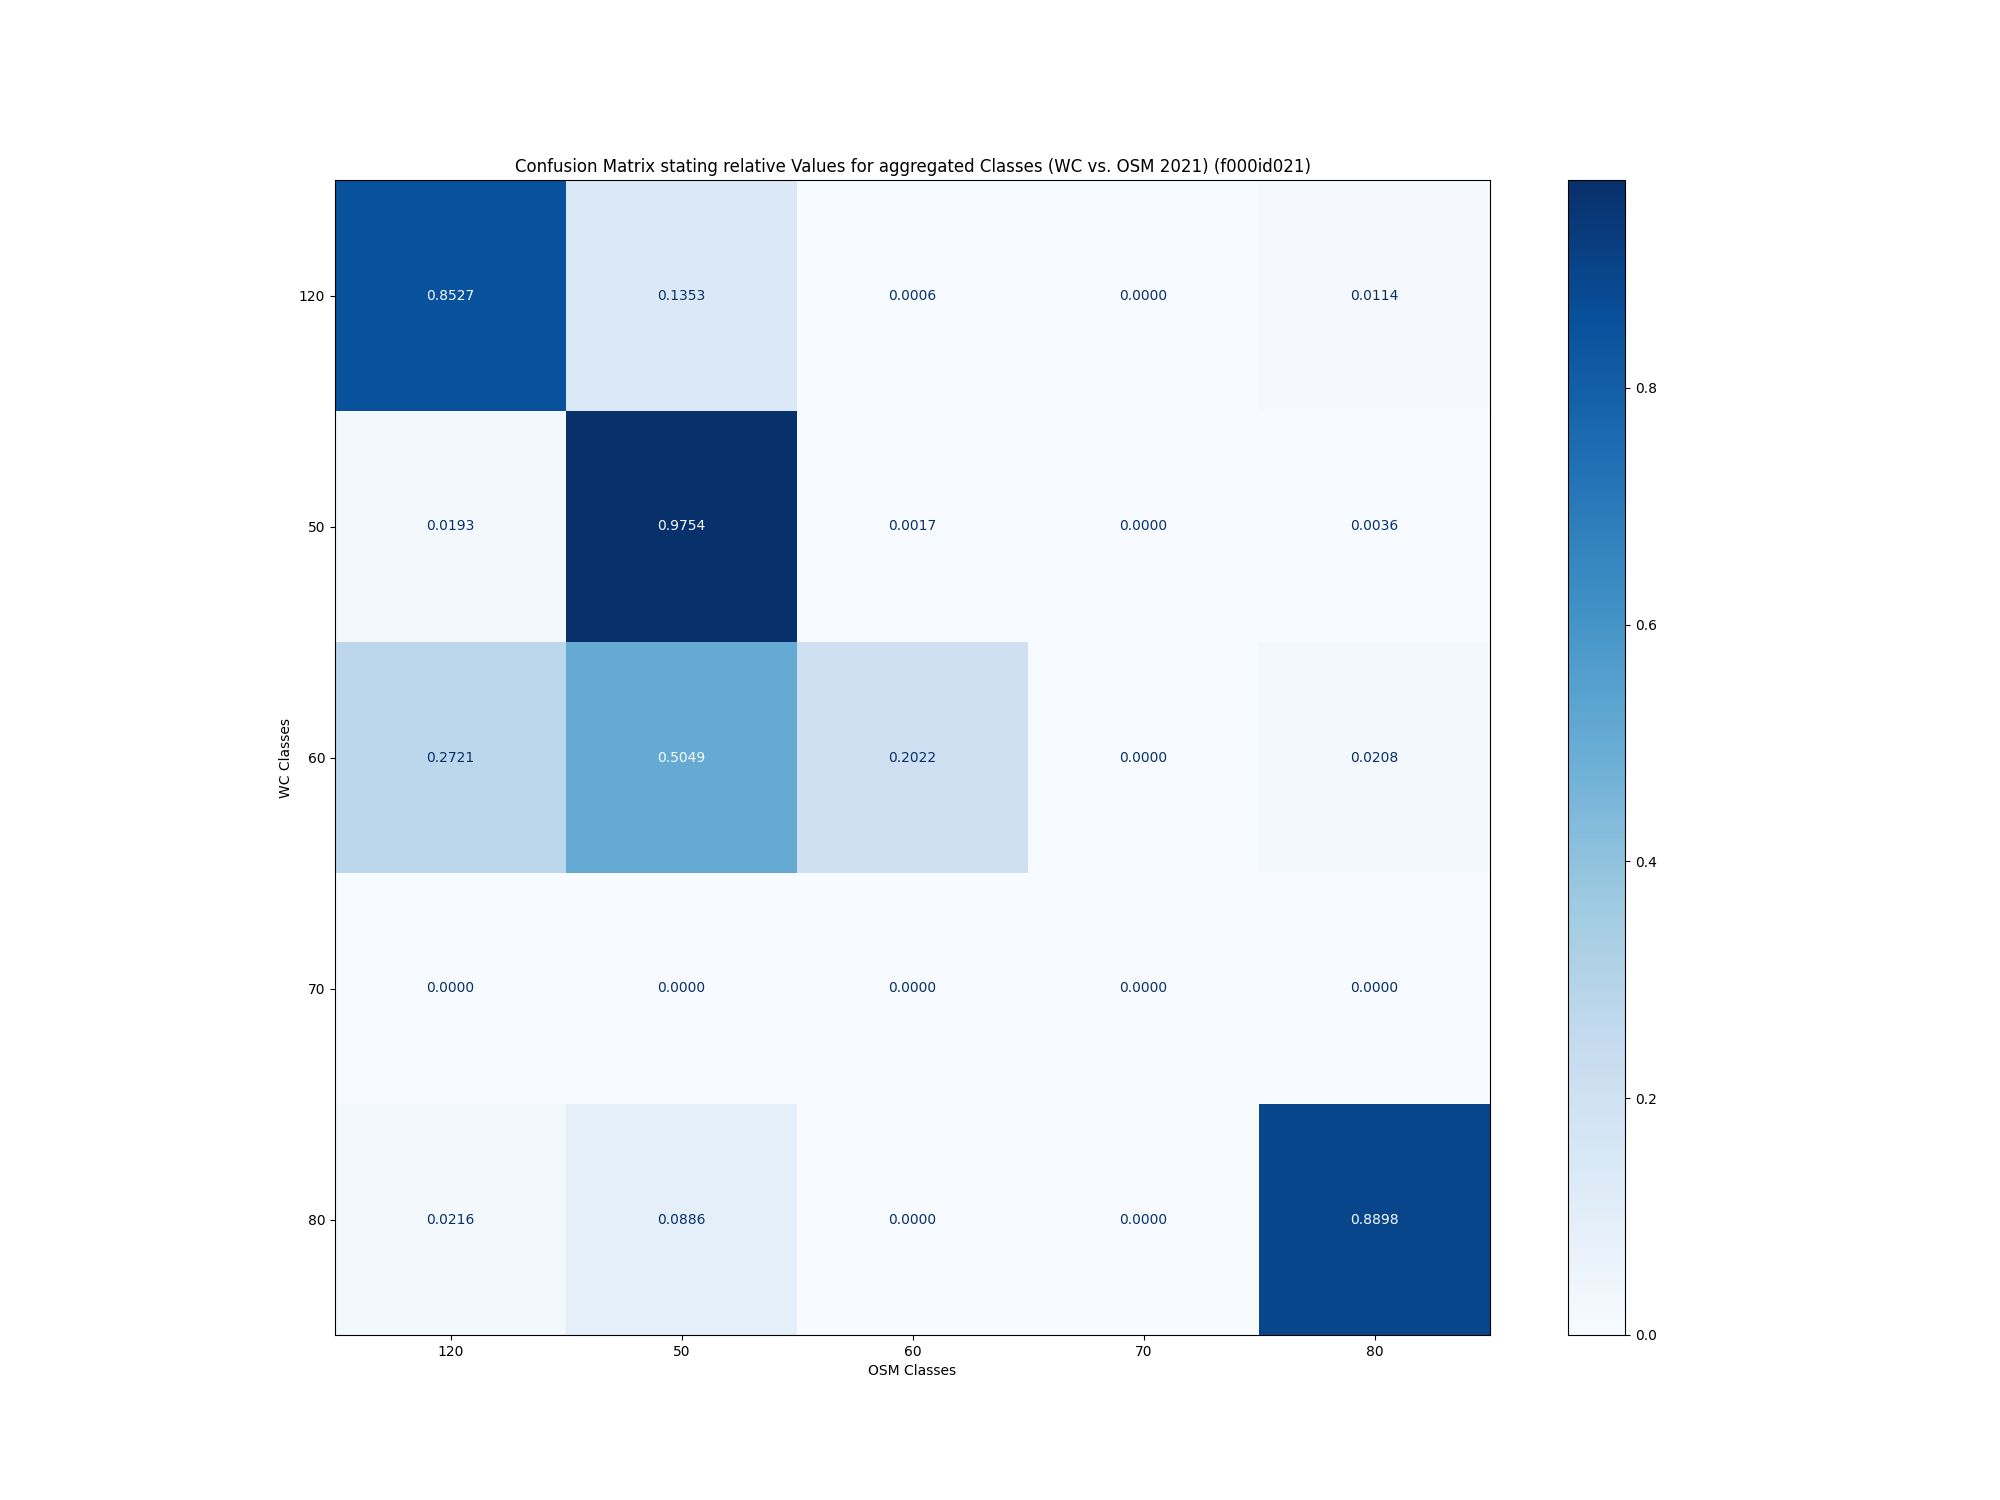 Confusion Matrix stating relative Values for aggregated Classes (WC vs. OSM 2021) (f000id021)
120 0.8527 0.1353 0.0006 0.0000 0.0114
50 0.0193 0.9754 0.0017 0.0000 0.0036
60 0.2721 0.5049 0.2022 0.0000 0.0208
70 0.0000 0.0000 0.0000 0.0000 0.0000
80 0.0216 0.0886 0.0000 0.0000 0.8898
WC Classes
120 50 60 70 80
OSM Classes
0.8
0.6
0.4
0.2
0.0